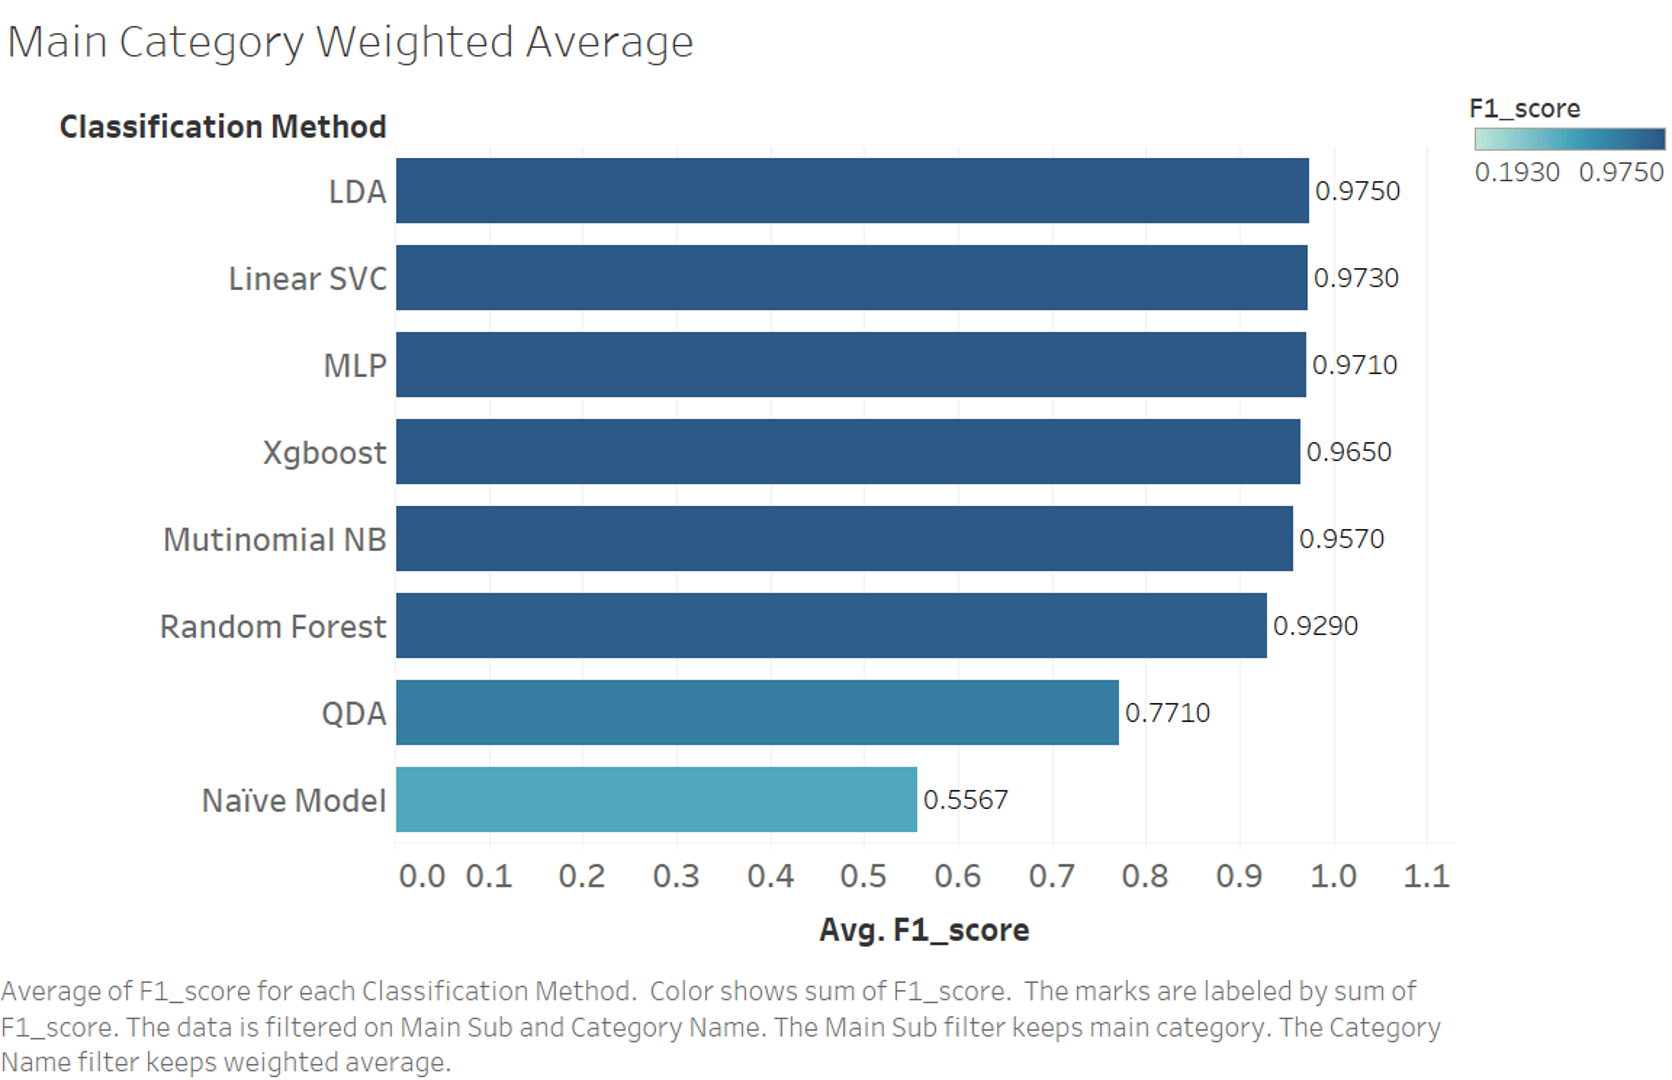 Main Category Weighted Average
F1_score
0.1930 0.9750
Classification Method
LDA 0.9750
Linear SVC 0.9730
MLP 0.9710
Xgboost 0.9650
Mutinomial NB 0.9570
Random Forest 0.9290
QDA 0.7710
Naïve Model 0.5567
0.0 0.1 0.2 0.3 0.4 0.5 0.6 0.7 0.8 0.9 1.0 1.1
Avg. F1_score
Average of F1_score for each Classification Method. Color shows sum of F1_score. The marks are labeled by sum of
F1_score. The data is filtered on Main Sub and Category Name. The Main Sub filter keeps main category. The Category
Name filter keeps weighted average.